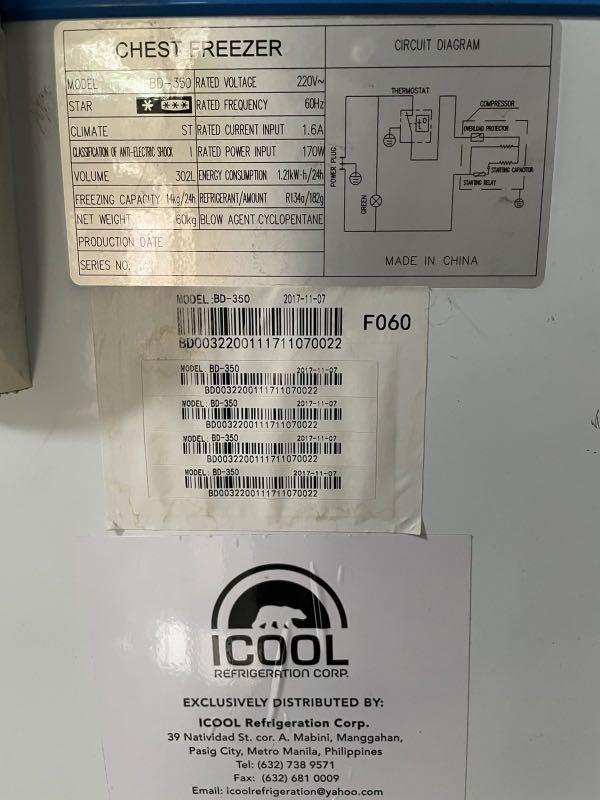 CHEST FREEZER
MODEL BD-350 RATED VOLTAGE 220V~
STAR * *** RATED FREQUENCY 60Hz
CLIMATE ST RATED CURRENT INPUT 1.6A
CLASSIFICATION OF ANTI-ELECTRIC SHOCK I RATED POWER INPUT 170W
VOLUME 302L ENERGY CONSUMPTION 1.21kW·h/24h
FREEZING CAPACITY 14kg/24h REFRIGERANT/AMOUNT R134a/182g
NET WEIGHT 60kg BLOW AGENT CYCLOPENTANE
PRODUCTION DATE
SERIES NO.
CIRCUIT DIAGRAM
THERMOSTAT
COMPRESSOR
OVERLOAD PROTECTOR
STARTING CAPACITOR
STARTING RELAY
POWER PLUG
GREEN
MADE IN CHINA
MODEL:BD-350 2017-11-07
F060
BD0032200111711070022
MODEL:BD-350 2017-11-07
BD0032200111711070022
MODEL:BD-350 2017-11-07
BD0032200111711070022
MODEL:BD-350 2017-11-07
BD0032200111711070022
MODEL:BD-350 2017-11-07
BD0032200111711070022
ICOOL
REFRIGERATION CORP.
EXCLUSIVELY DISTRIBUTED BY:
ICOOL Refrigeration Corp.
39 Natividad St. cor. A. Mabini, Manggahan,
Pasig City, Metro Manila, Philippines
Tel: (632) 738 9571
Fax: (632) 681 0009
Email: icoolrefrigeration@yahoo.com